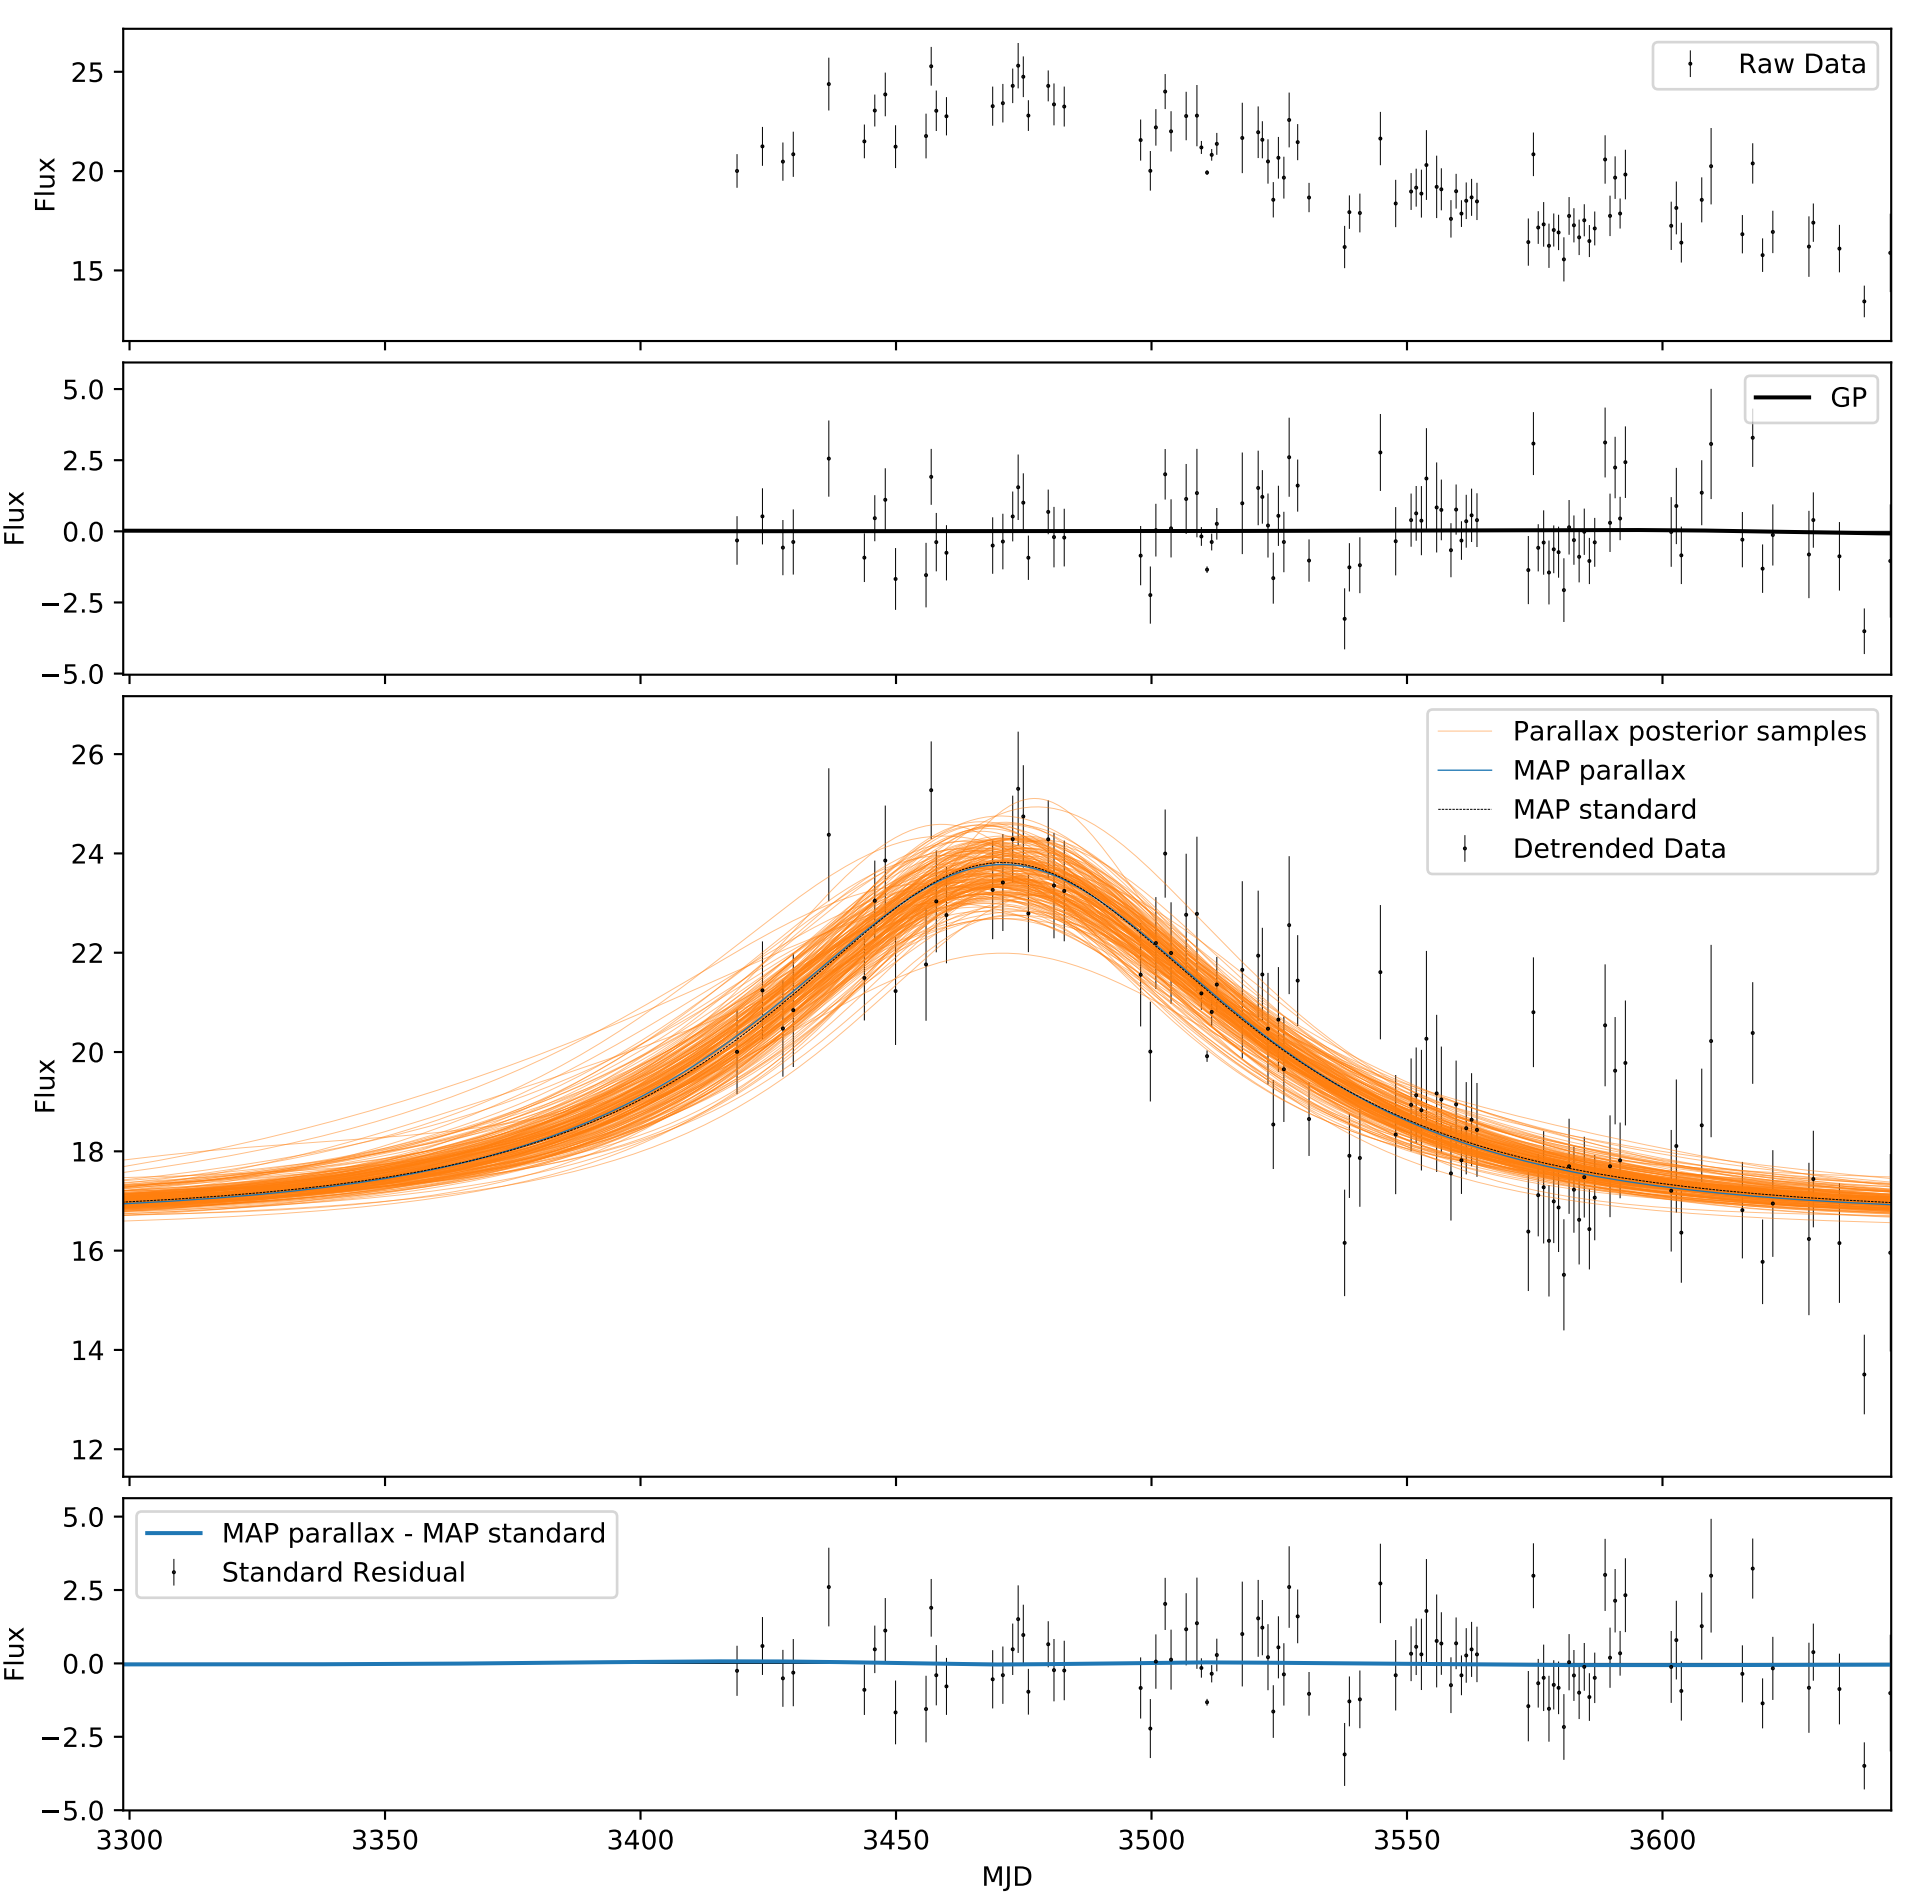 Flux
25
20
15
Raw Data
Flux
5.0
2.5
0.0
−2.5
−5.0
GP
Flux
26
24
22
20
18
16
14
12
Parallax posterior samples
MAP parallax
MAP standard
Detrended Data
Flux
5.0
2.5
0.0
−2.5
−5.0
MAP parallax - MAP standard
Standard Residual
3300 3350 3400 3450 3500 3550 3600
MJD